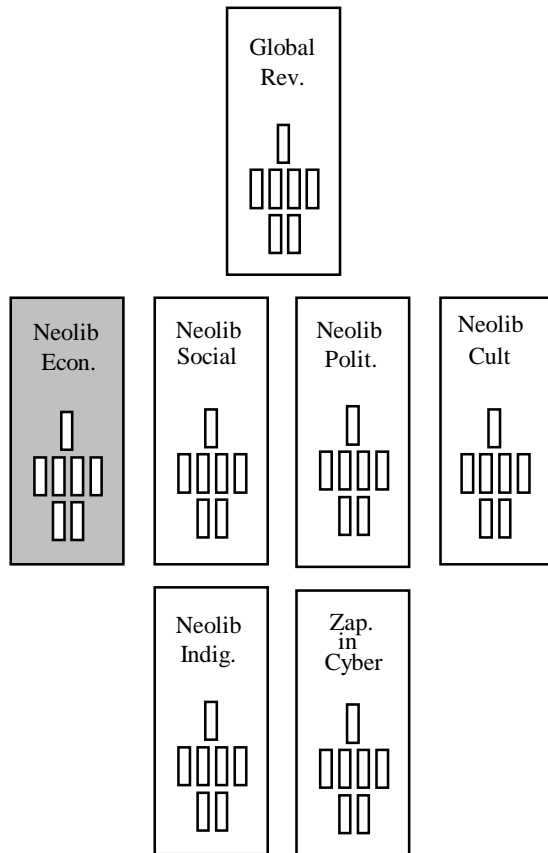 Global
Rev.
Neolib
Econ.
Neolib
Social
Neolib
Polit.
Neolib
Cult
Neolib
Indig.
Zap.
in
Cyber